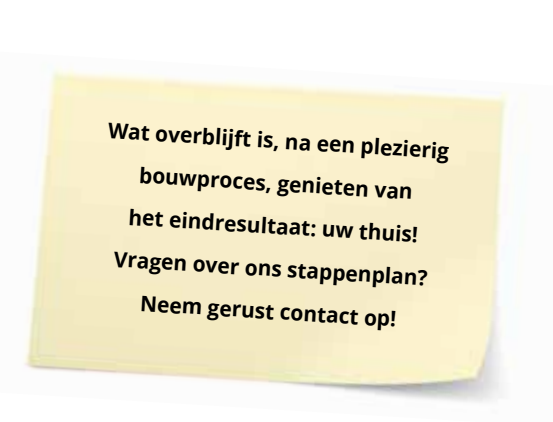 Wat overblijft is, na een plezierig
bouwproces, genieten van
het eindresultaat: uw thuis!
Vragen over ons stappenplan?
Neem gerust contact op!